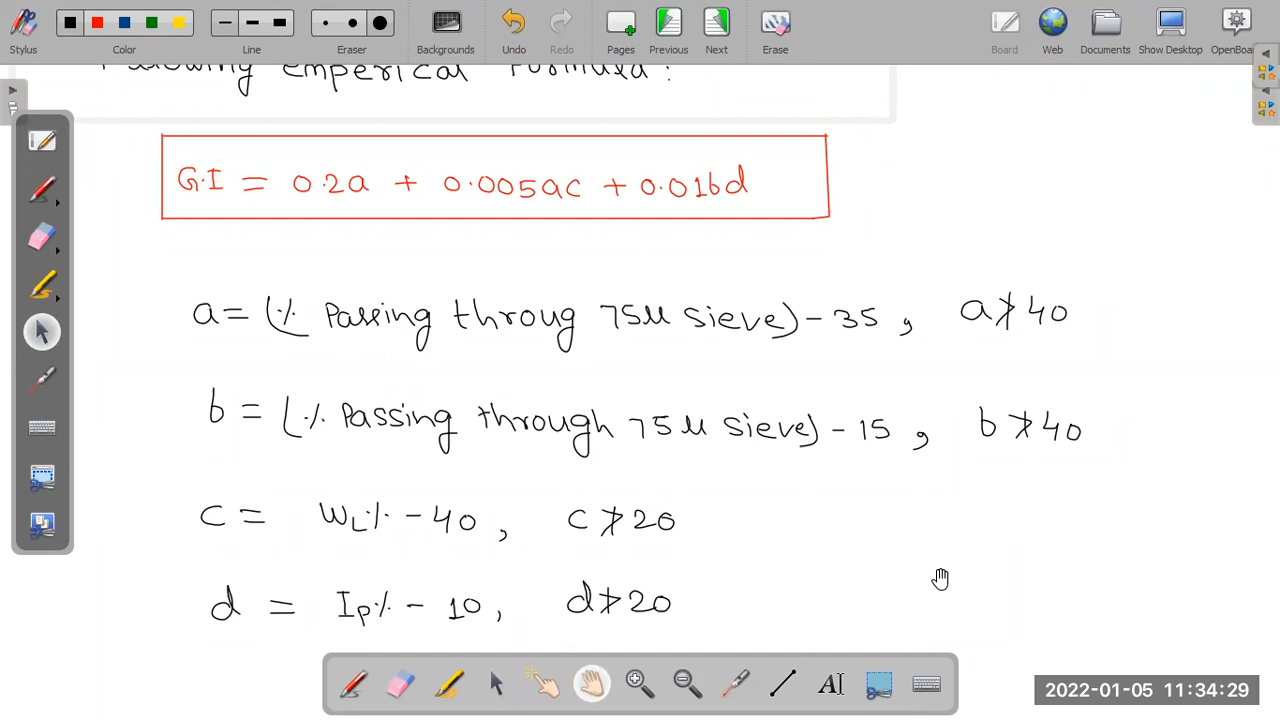 Stylus Color Line Eraser Backgrounds Undo Redo Pages Previous Next Erase Board Web Documents Show Desktop OpenBoard
Following emperical Formula:
G.I = 0.2a + 0.005ac + 0.01bd
a = (% Passing throug 75μ sieve) - 35, a ≯ 40
b = (% Passing through 75μ sieve) - 15, b ≯ 40
c = WL% - 40, c ≯ 20
d = Ip% - 10, d ≯ 20
2022-01-05 11:34:29